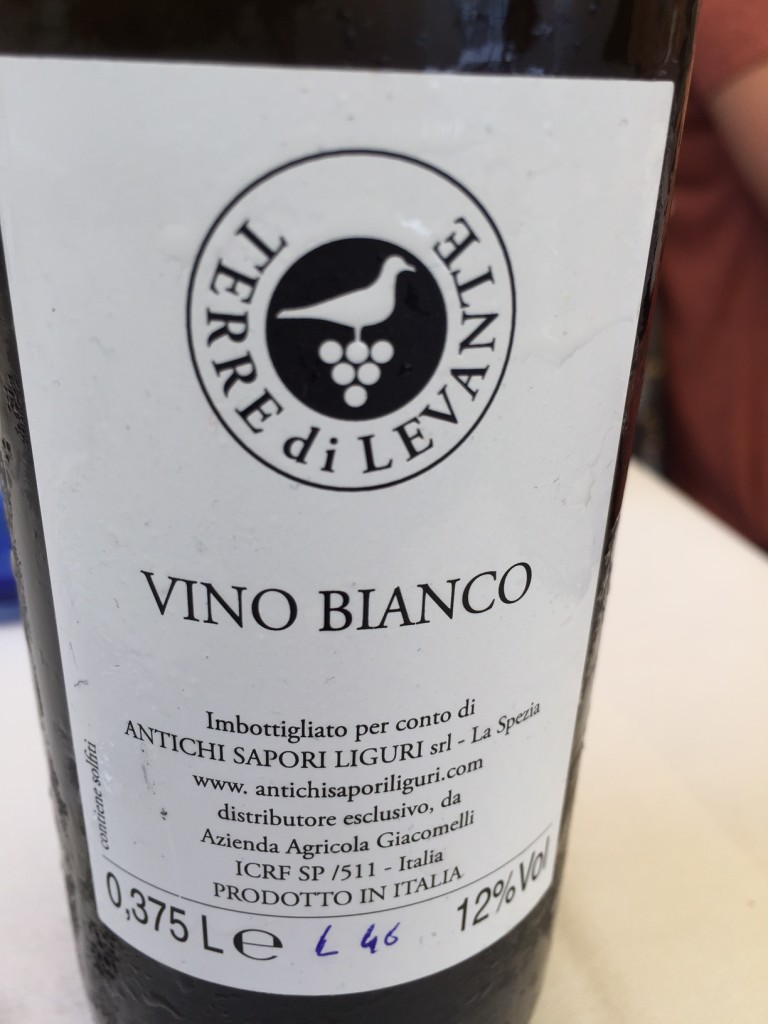 TERRE di LEVANTE
VINO BIANCO
Imbottigliato per conto di
ANTICHI SAPORI LIGURI srl - La Spezia
www. antichisaporiliguri.com
distributore esclusivo, da
Azienda Agricola Giacomelli
ICRF SP /511 - Italia
PRODOTTO IN ITALIA
contiene solfiti
0,375 L e L 46 12%Vol